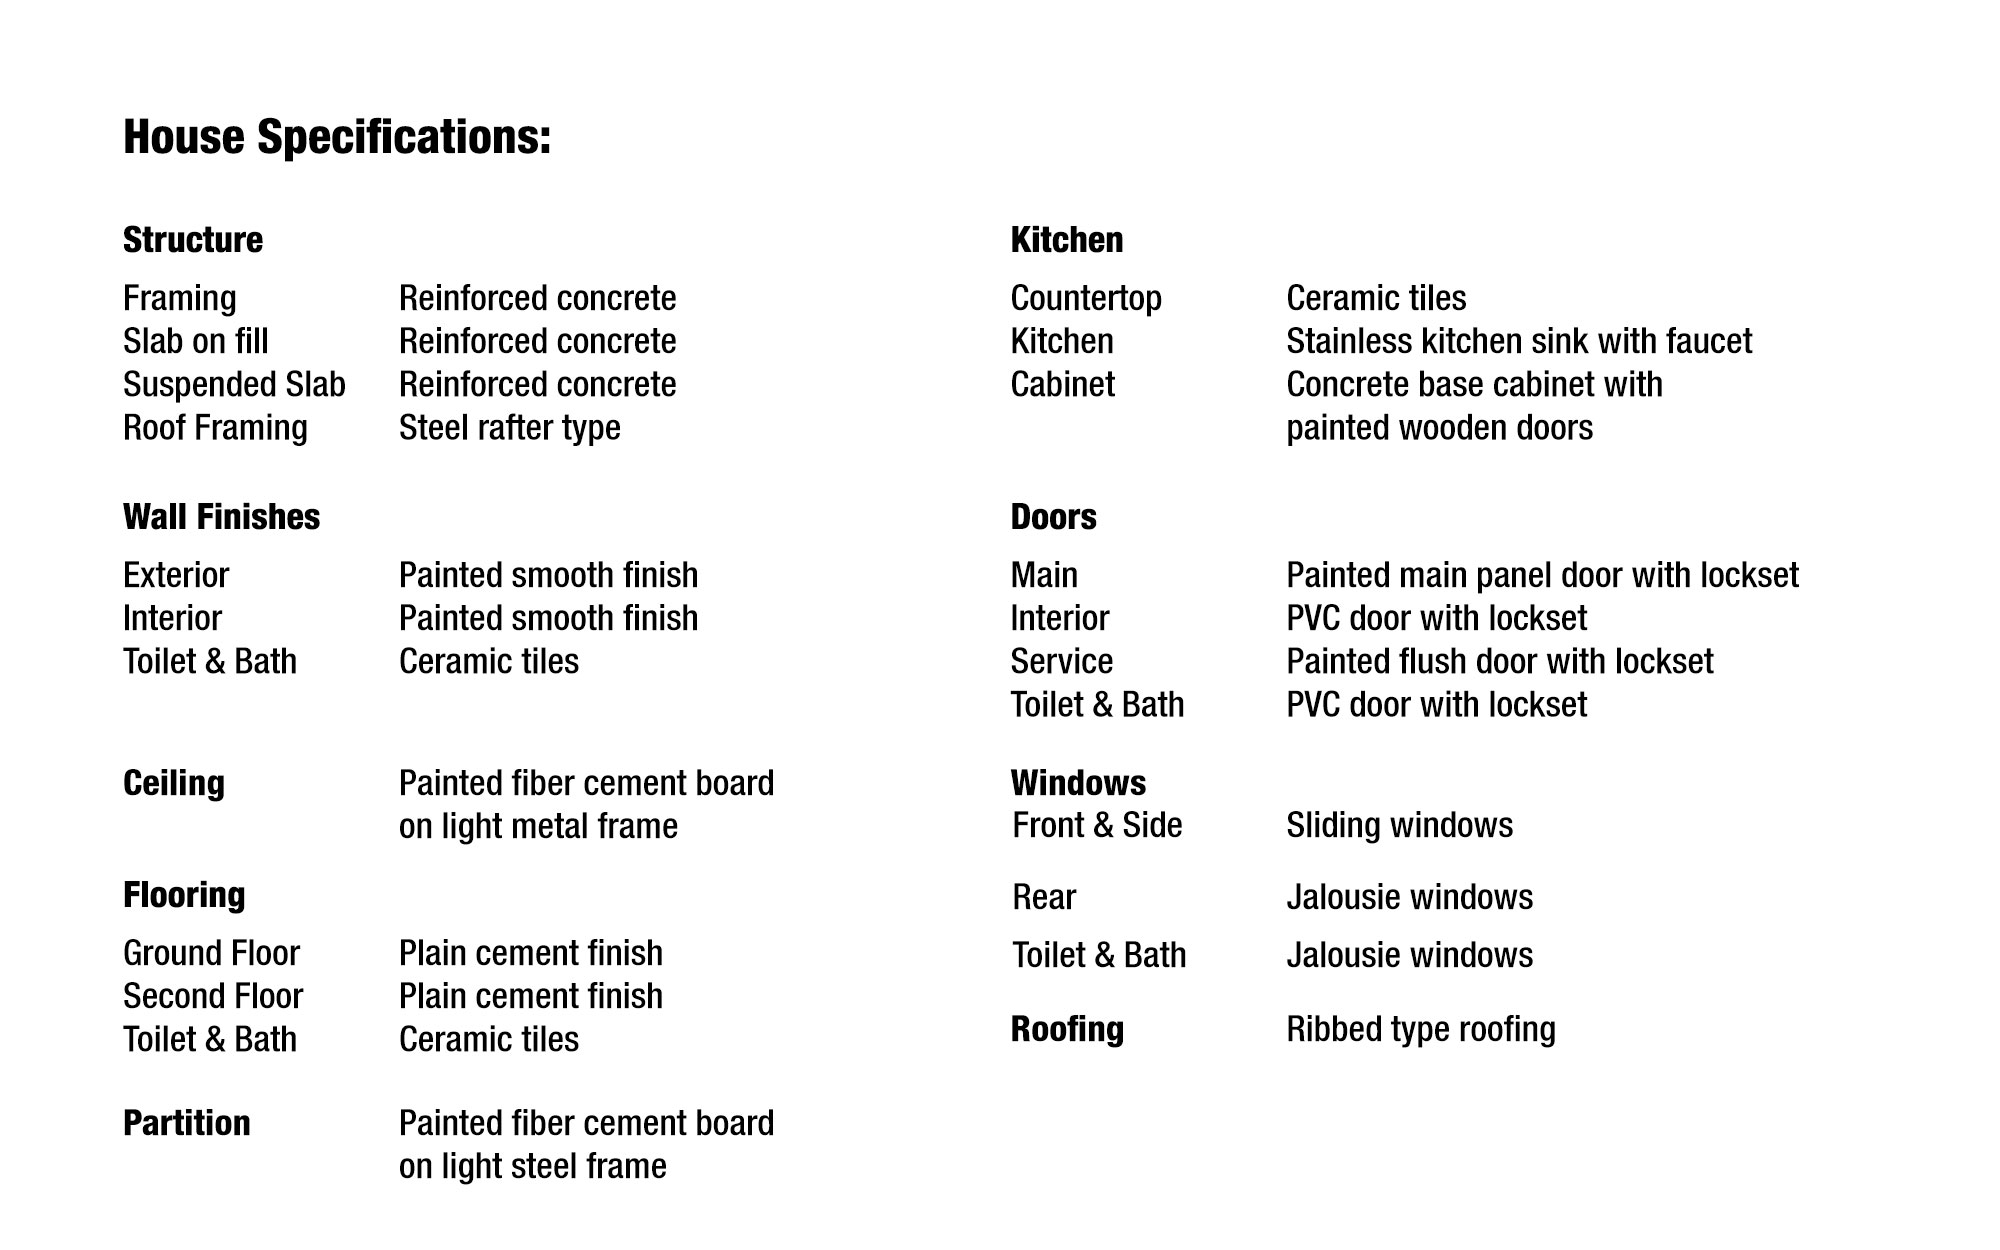 House Specifications:
Structure
Framing Reinforced concrete
Slab on fill Reinforced concrete
Suspended Slab Reinforced concrete
Roof Framing Steel rafter type
Wall Finishes
Exterior Painted smooth finish
Interior Painted smooth finish
Toilet & Bath Ceramic tiles
Ceiling Painted fiber cement board
on light metal frame
Flooring
Ground Floor Plain cement finish
Second Floor Plain cement finish
Toilet & Bath Ceramic tiles
Partition Painted fiber cement board
on light steel frame
Kitchen
Countertop Ceramic tiles
Kitchen Stainless kitchen sink with faucet
Cabinet Concrete base cabinet with
painted wooden doors
Doors
Main Painted main panel door with lockset
Interior PVC door with lockset
Service Painted flush door with lockset
Toilet & Bath PVC door with lockset
Windows
Front & Side Sliding windows
Rear Jalousie windows
Toilet & Bath Jalousie windows
Roofing Ribbed type roofing